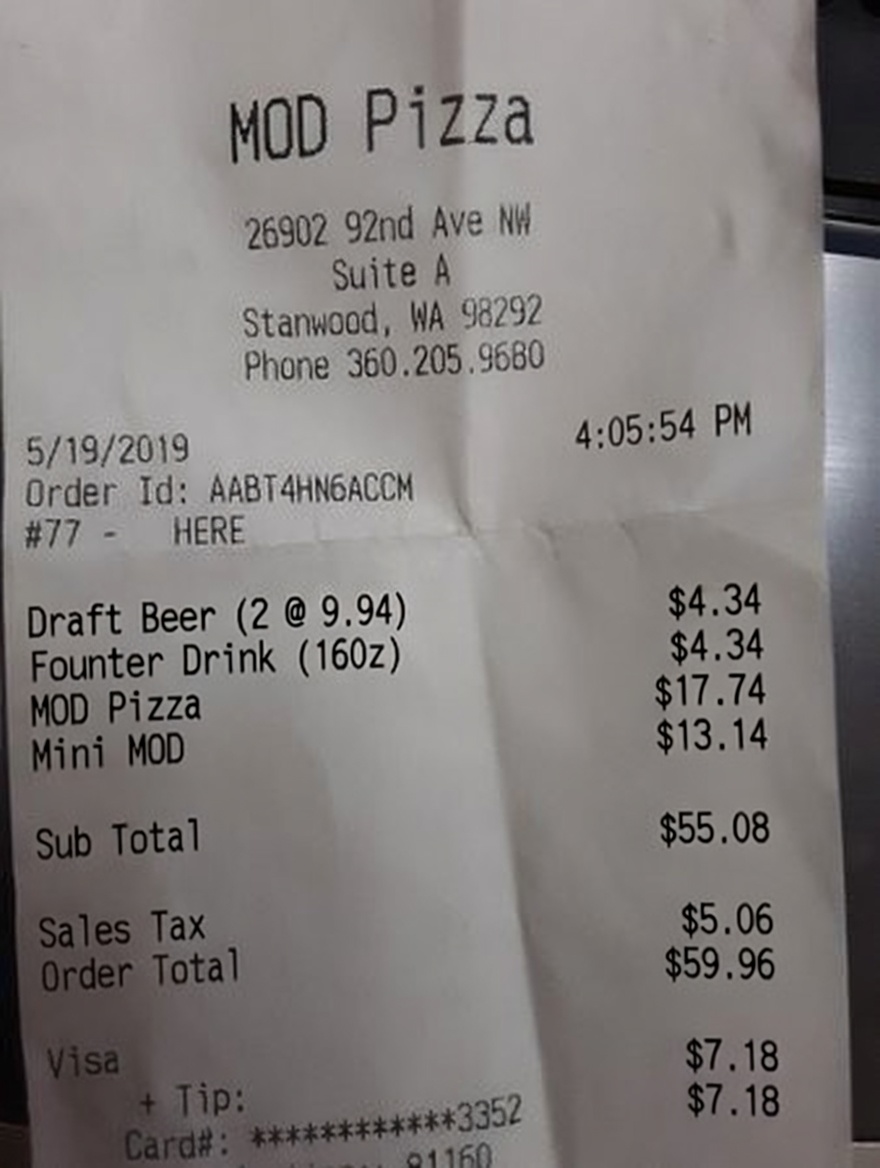 MOD Pizza
26902 92nd Ave NW
Suite A
Stanwood, WA 98292
Phone 360.205.9680
5/19/2019 4:05:54 PM
Order Id: AABT4HN6ACCM
#77 - HERE
Draft Beer (2 @ 9.94) $4.34
Founter Drink (160z) $4.34
MOD Pizza $17.74
Mini MOD $13.14
Sub Total $55.08
Sales Tax $5.06
Order Total $59.96
Visa $7.18
+ Tip: $7.18
Card#: ************3352
91160